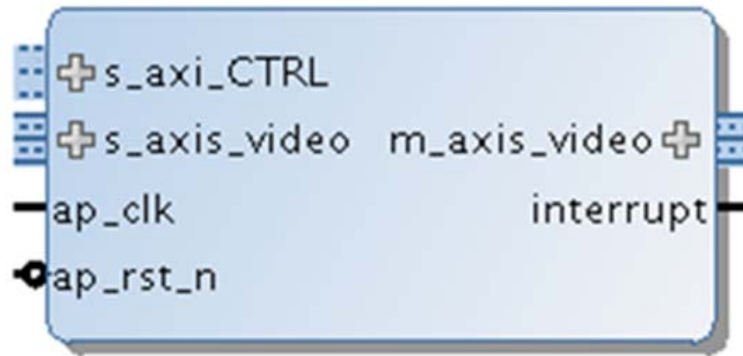 s_axi_CTRL
s_axis_video m_axis_video
ap_clk interrupt
ap_rst_n